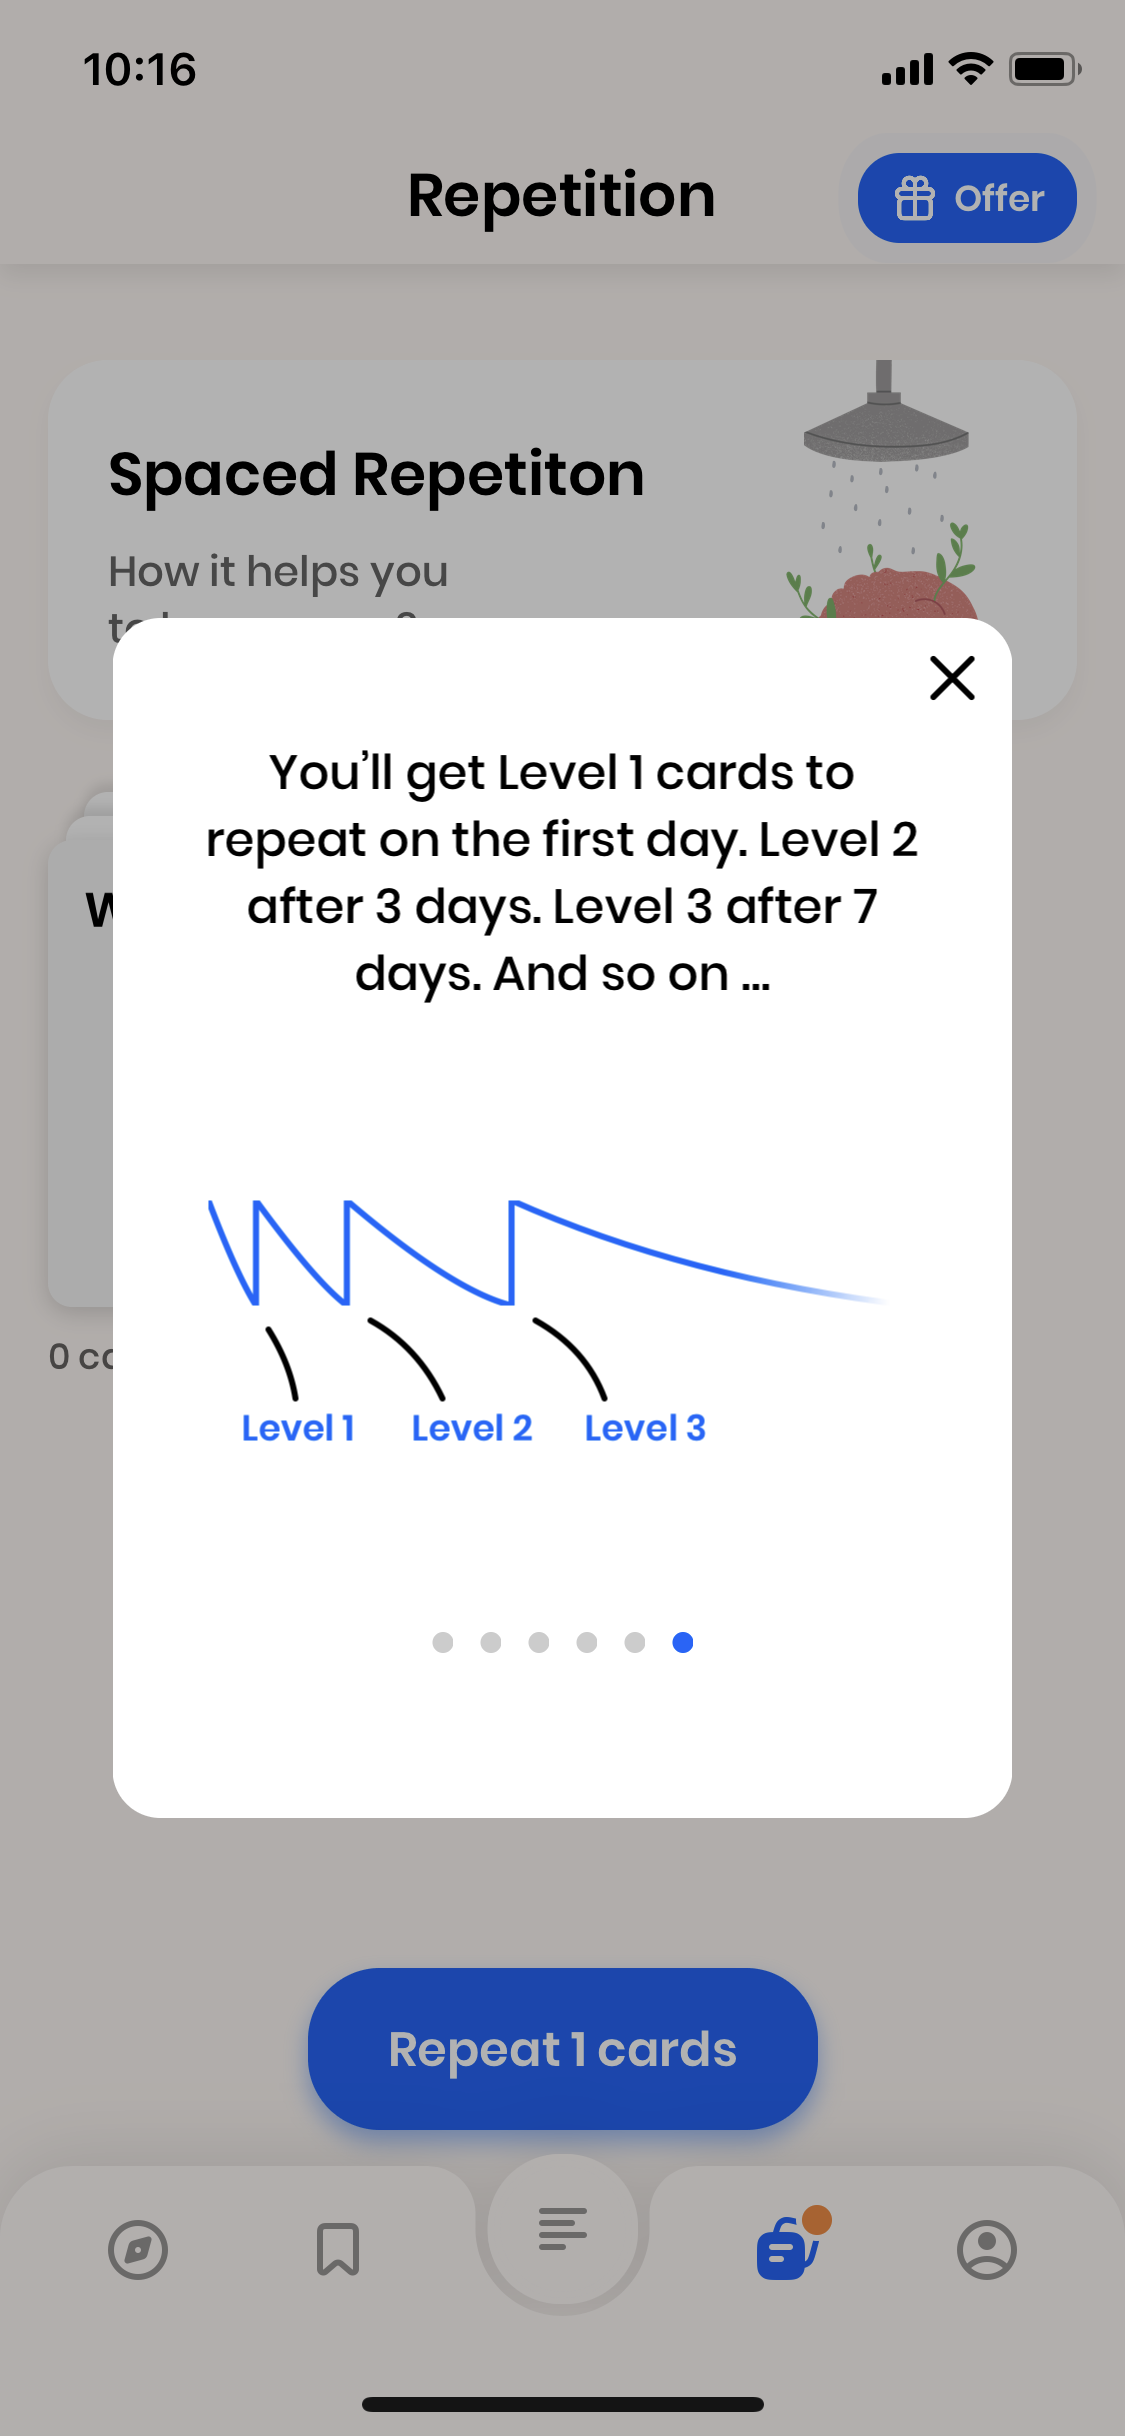 10:16
Repetition
Offer
Spaced Repetiton
How it helps you
You’ll get Level 1 cards to
repeat on the first day. Level 2
after 3 days. Level 3 after 7
days. And so on ...
0
Level 1 Level 2 Level 3
Repeat 1 cards